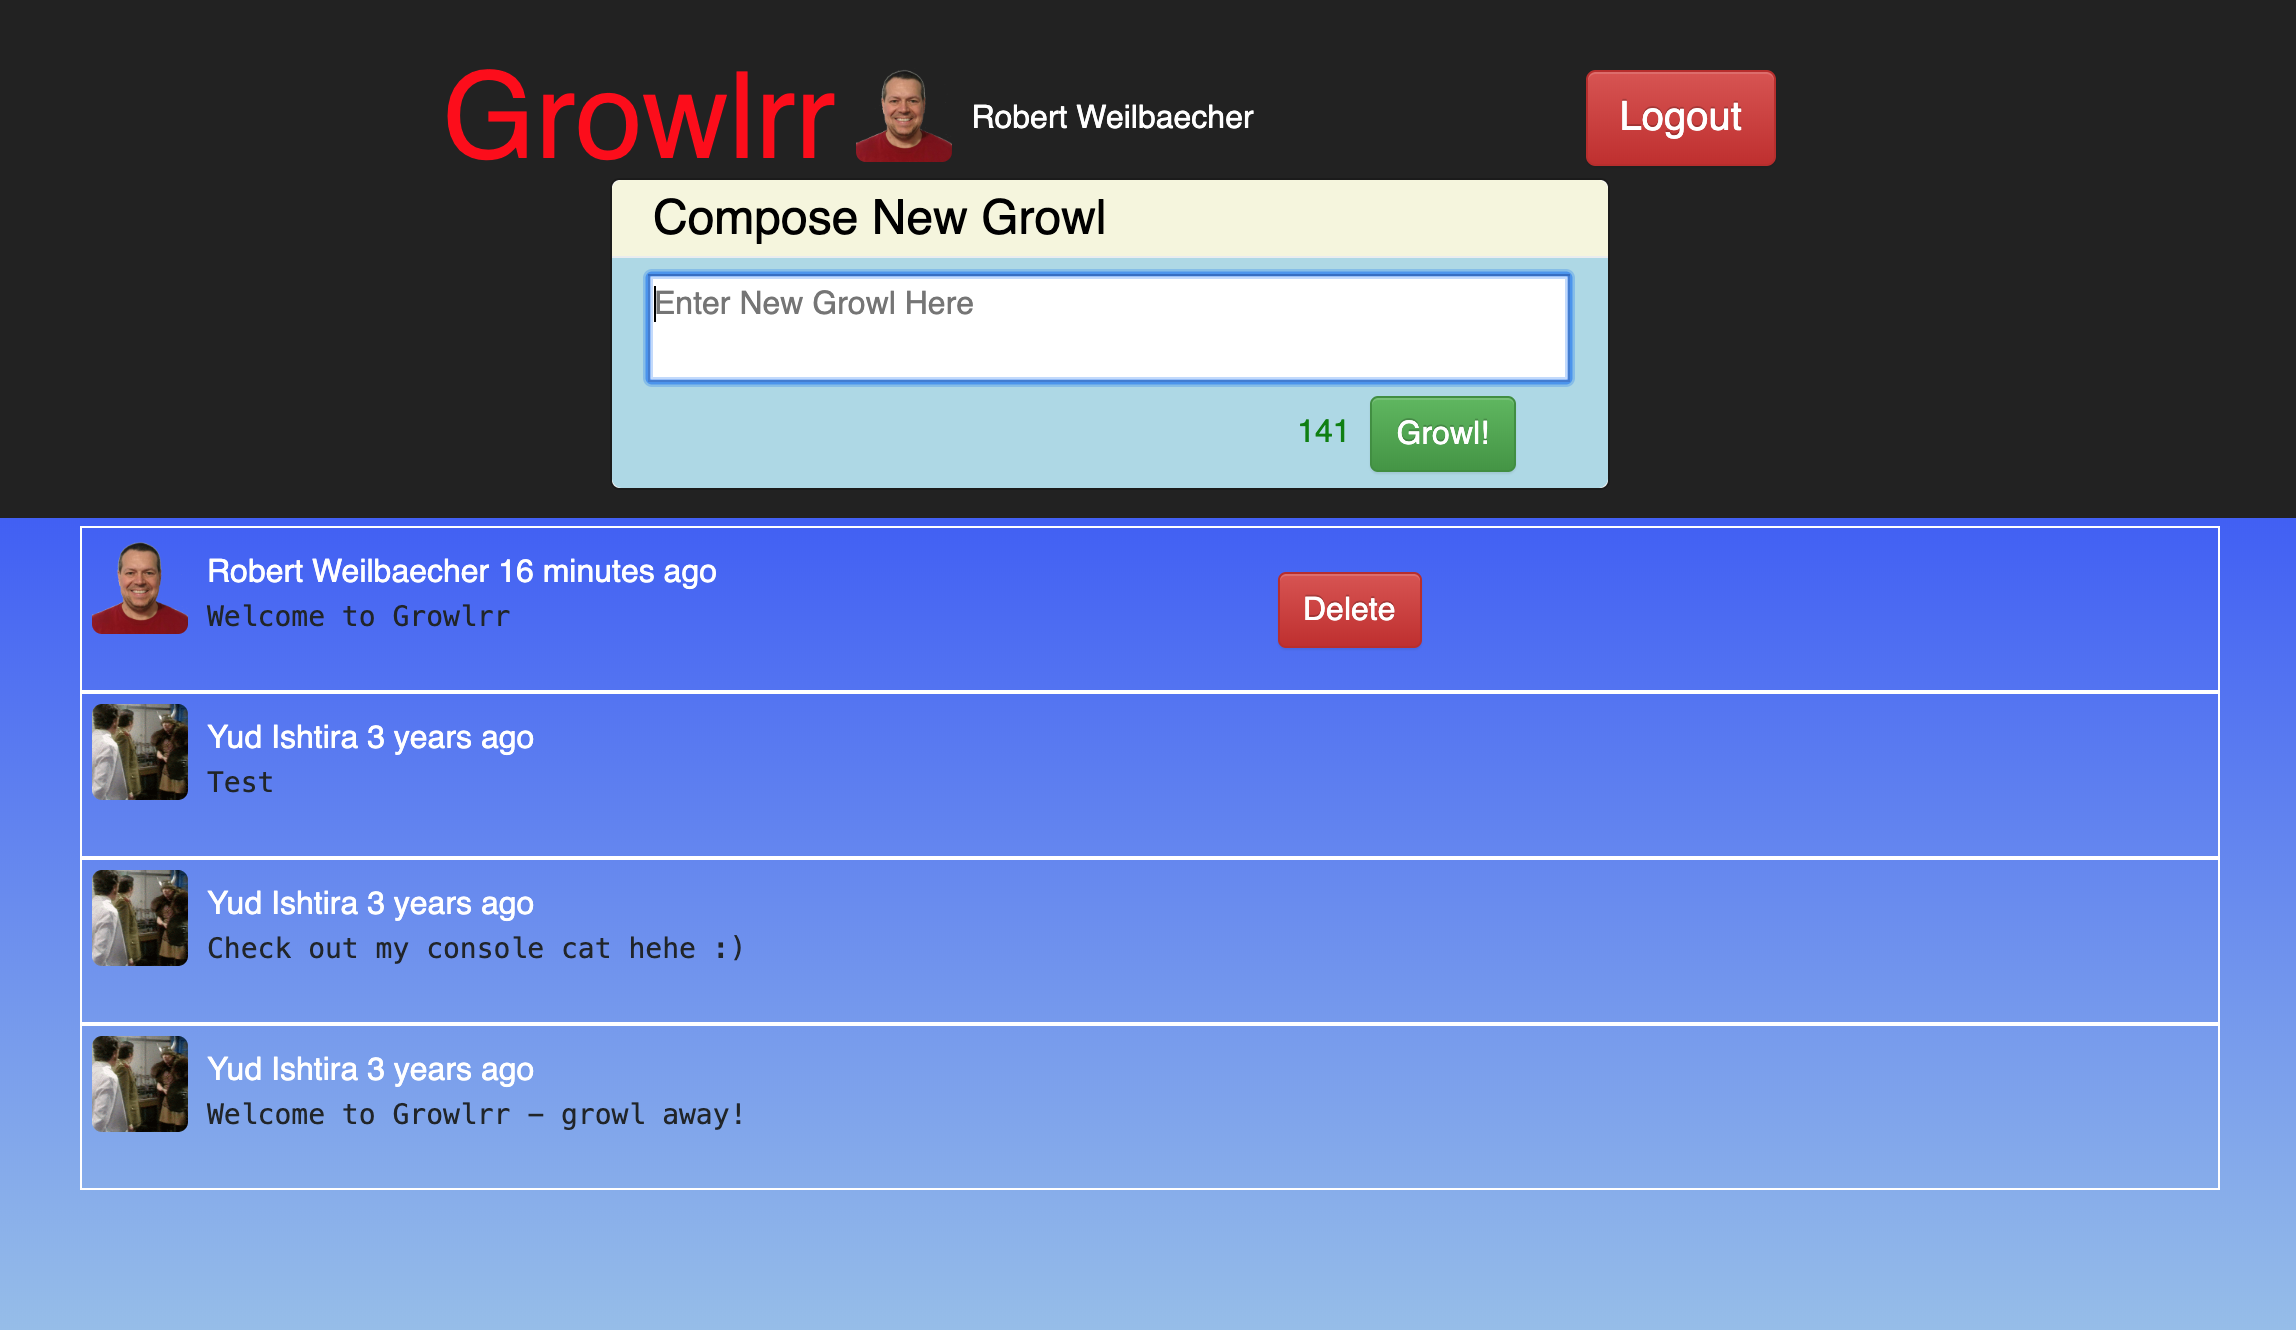 Growlrr
Robert Weilbaecher
Logout
Compose New Growl
Enter New Growl Here
141
Growl!
Robert Weilbaecher 16 minutes ago
Welcome to Growlrr
Delete
Yud Ishtira 3 years ago
Test
Yud Ishtira 3 years ago
Check out my console cat hehe :)
Yud Ishtira 3 years ago
Welcome to Growlrr – growl away!